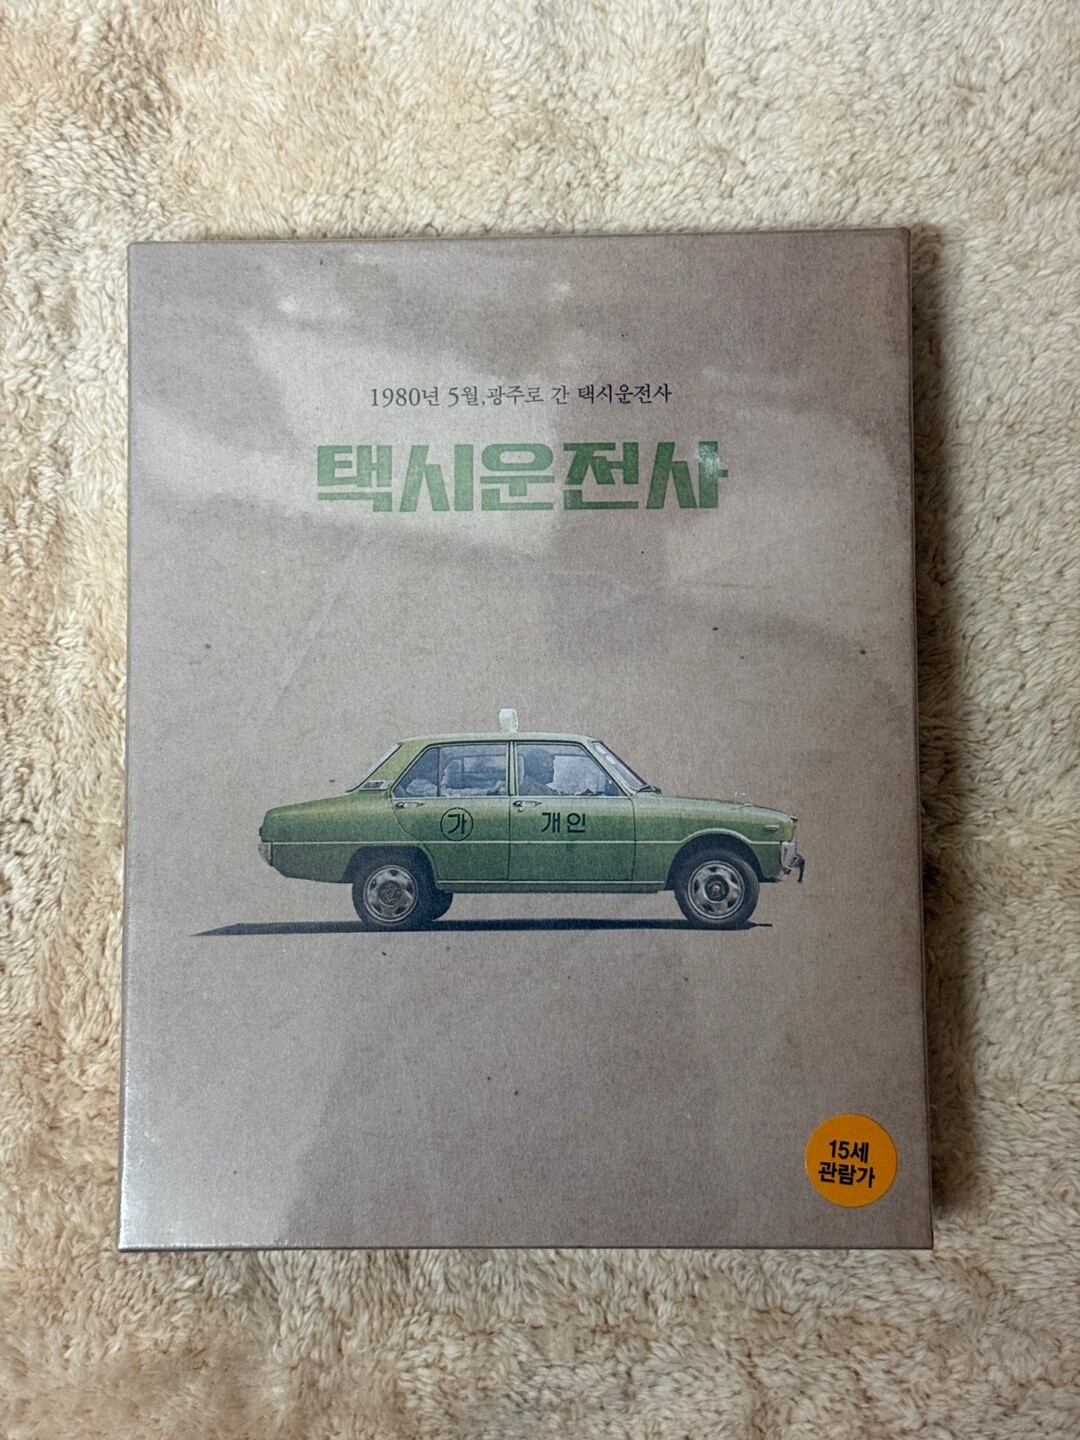 1980년 5월, 광주로 간 택시운전사
택시운전사
가 개인
15세
관람가